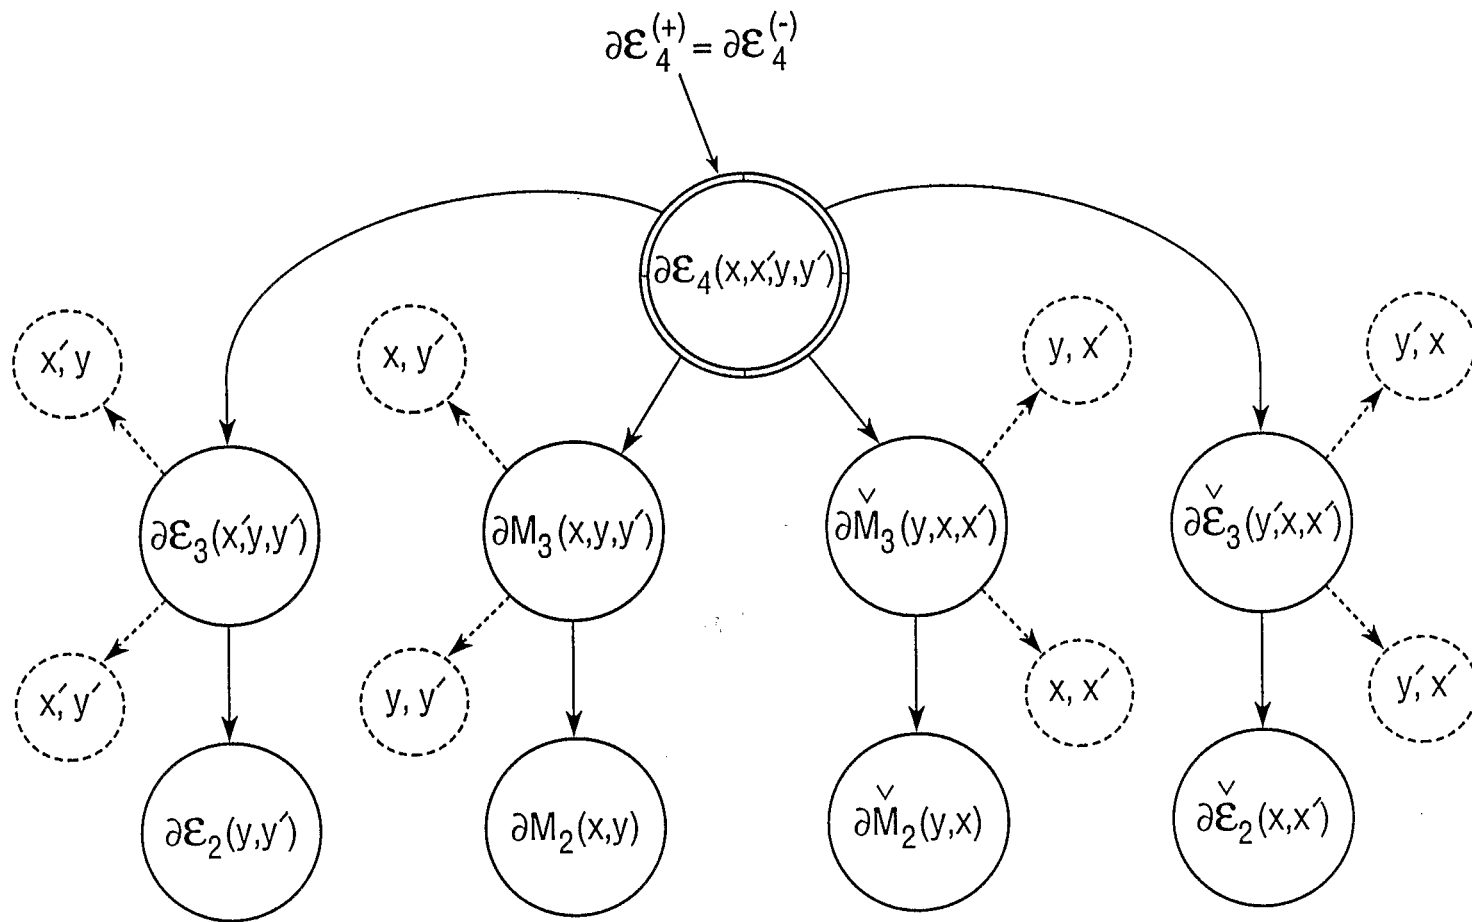 ∂ℰ₄⁽⁺⁾ = ∂ℰ₄⁽⁻⁾
∂ℰ₄(x,x′,y,y′)
x′, y
x, y′
y, x′
y′, x
∂ℰ₃(x′,y,y′)
∂M₃(x,y,y′)
∂M̌₃(y,x,x′)
∂ℰ̌₃(y′,x,x′)
x′, y′
y, y′
x, x′
y′, x′
∂ℰ₂(y,y′)
∂M₂(x,y)
∂M̌₂(y,x)
∂ℰ̌₂(x,x′)